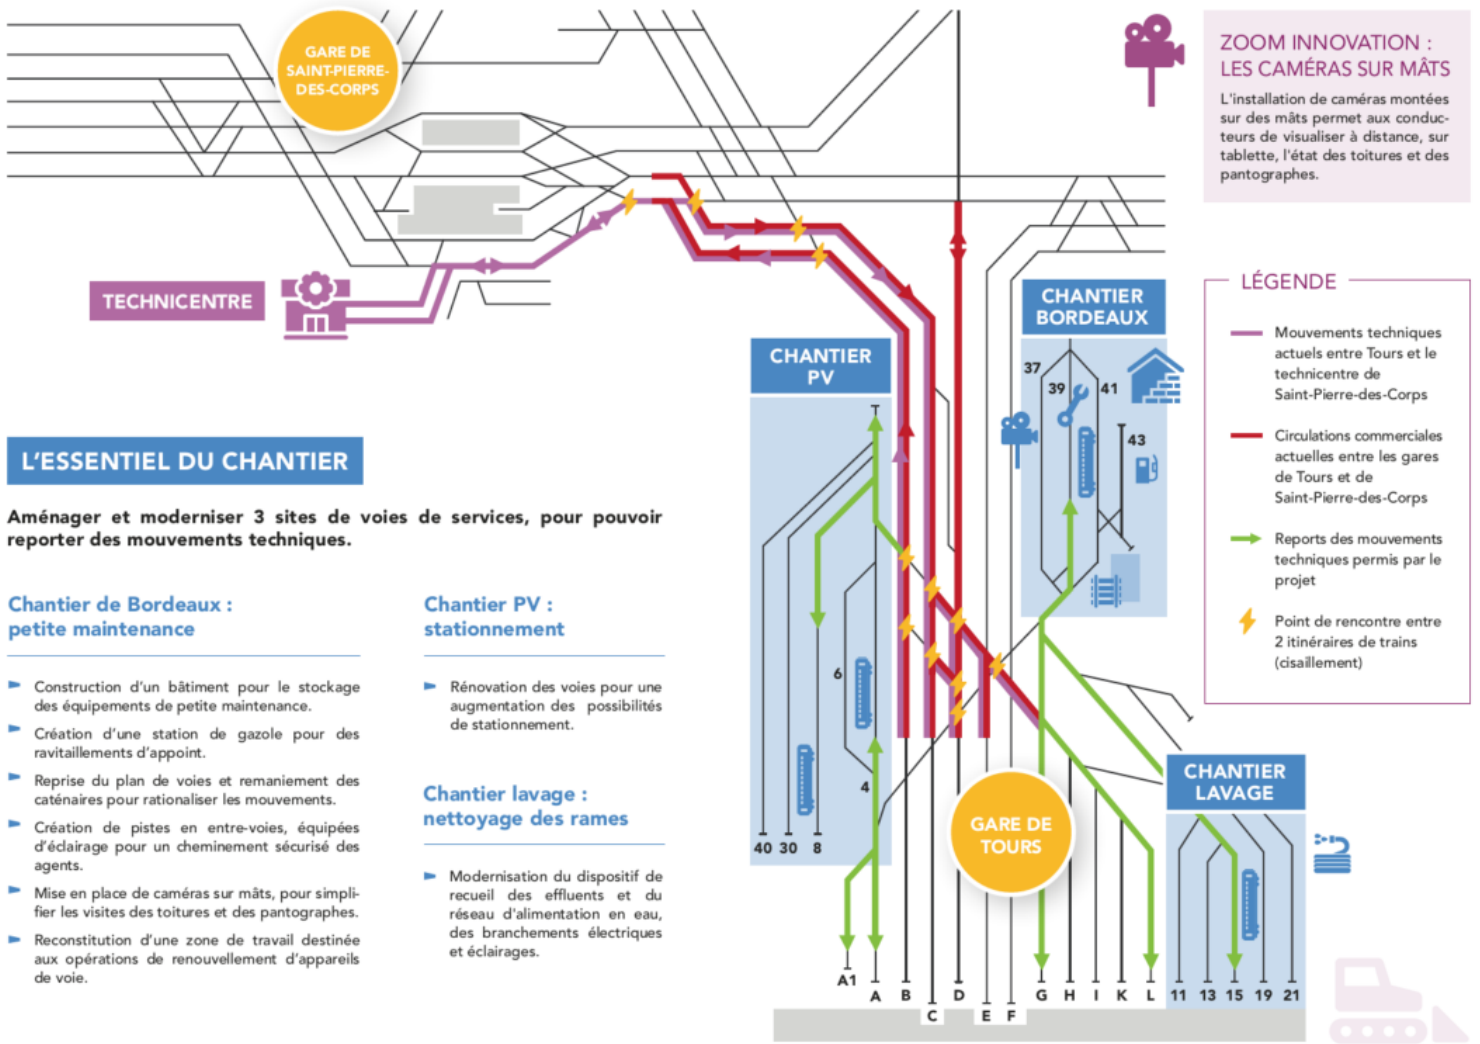 GARE DE
SAINT-PIERRE-
DES-CORPS
ZOOM INNOVATION :
LES CAMÉRAS SUR MÂTS
L'installation de caméras montées
sur des mâts permet aux conduc-
teurs de visualiser à distance, sur
tablette, l'état des toitures et des
pantographes.
TECHNICENTRE
CHANTIER
BORDEAUX
37
39
41
43
CHANTIER
PV
6
4
40 30 8
LÉGENDE
Mouvements techniques
actuels entre Tours et le
technicentre de
Saint-Pierre-des-Corps
Circulations commerciales
actuelles entre les gares
de Tours et de
Saint-Pierre-des-Corps
Reports des mouvements
techniques permis par le
projet
Point de rencontre entre
2 itinéraires de trains
(cisaillement)
L'ESSENTIEL DU CHANTIER
Aménager et moderniser 3 sites de voies de services, pour pouvoir
reporter des mouvements techniques.
Chantier de Bordeaux :
petite maintenance
Construction d'un bâtiment pour le stockage
des équipements de petite maintenance.
Création d'une station de gazole pour des
ravitaillements d'appoint.
Reprise du plan de voies et remaniement des
caténaires pour rationaliser les mouvements.
Création de pistes en entre-voies, équipées
d'éclairage pour un cheminement sécurisé des
agents.
Mise en place de caméras sur mâts, pour simpli-
fier les visites des toitures et des pantographes.
Reconstitution d'une zone de travail destinée
aux opérations de renouvellement d'appareils
de voie.
Chantier PV :
stationnement
Rénovation des voies pour une
augmentation des possibilités
de stationnement.
Chantier lavage :
nettoyage des rames
Modernisation du dispositif de
recueil des effluents et du
réseau d'alimentation en eau,
des branchements électriques
et éclairages.
GARE DE
TOURS
CHANTIER
LAVAGE
A1 A B C D E F G H I K L 11 13 15 19 21